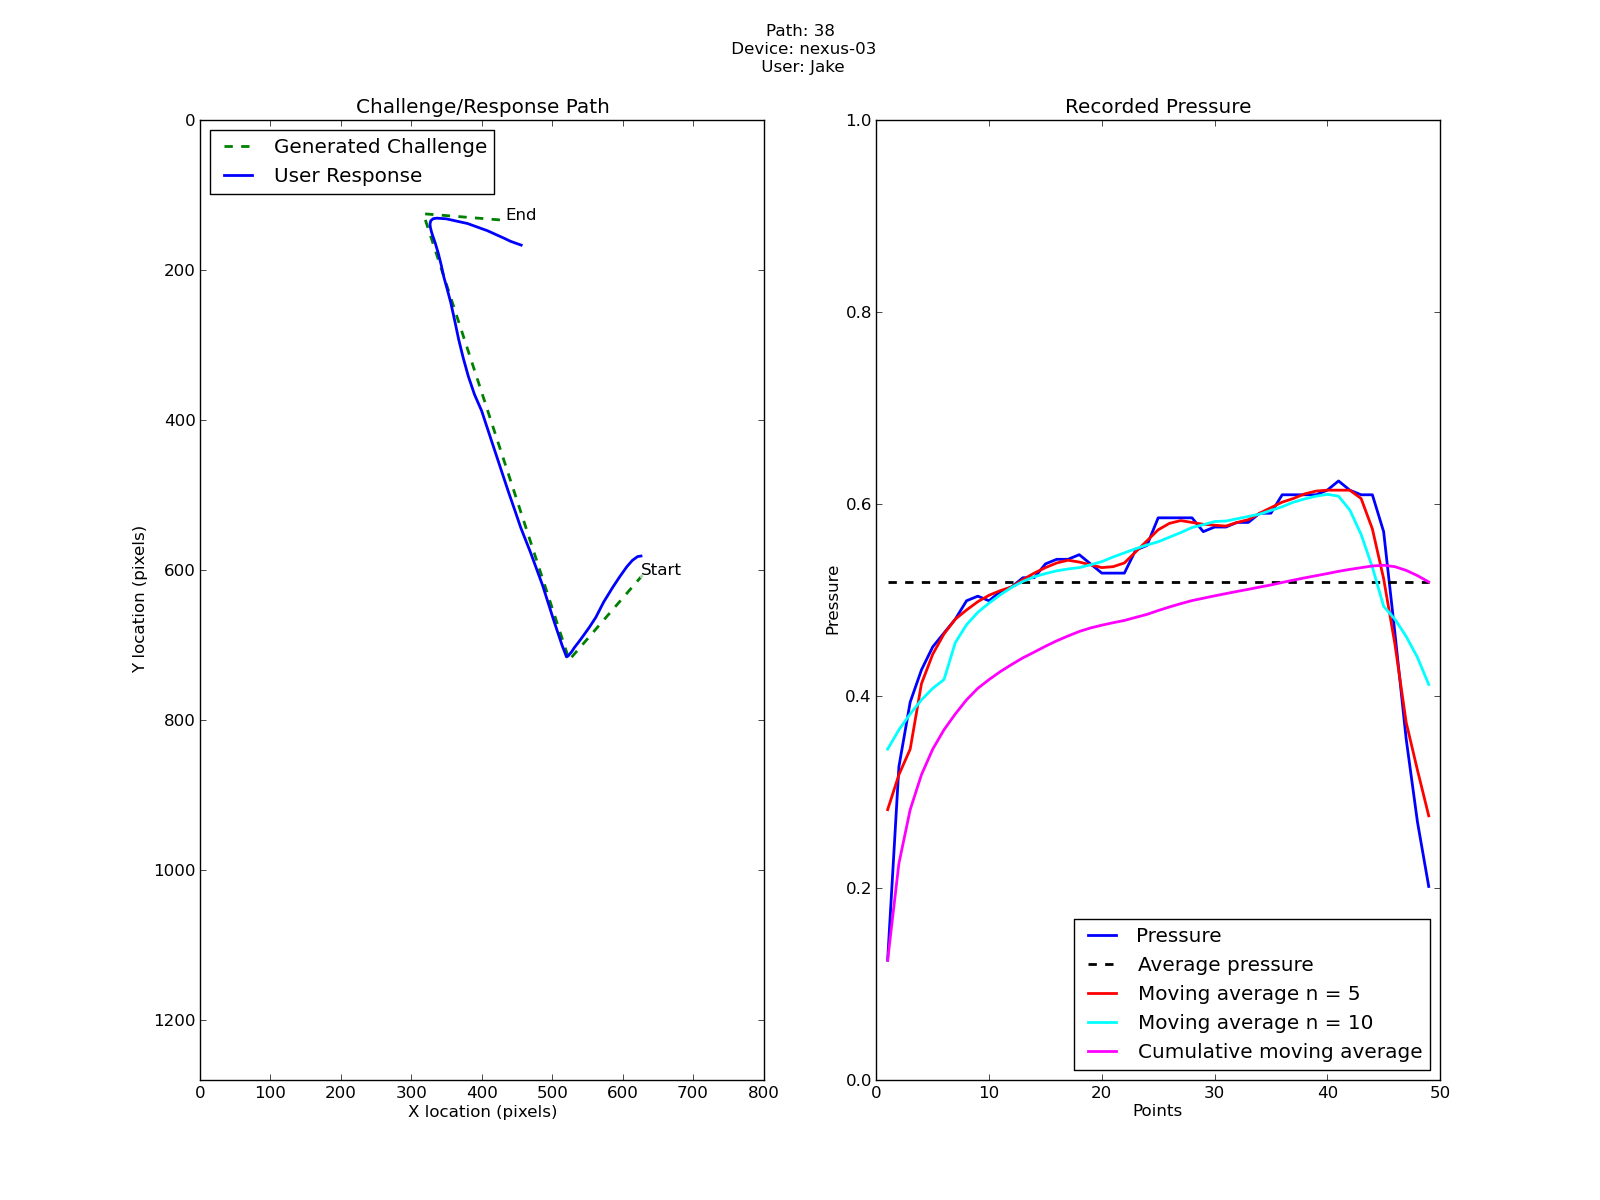 Path: 38
Device: nexus-03
User: Jake
Challenge/Response Path
Generated Challenge
User Response
End
Start
0
200
400
600
800
1000
1200
Y location (pixels)
0 100 200 300 400 500 600 700 800
X location (pixels)
Recorded Pressure
1.0
0.8
0.6
0.4
0.2
0.0
Pressure
Pressure
Average pressure
Moving average n = 5
Moving average n = 10
Cumulative moving average
0 10 20 30 40 50
Points